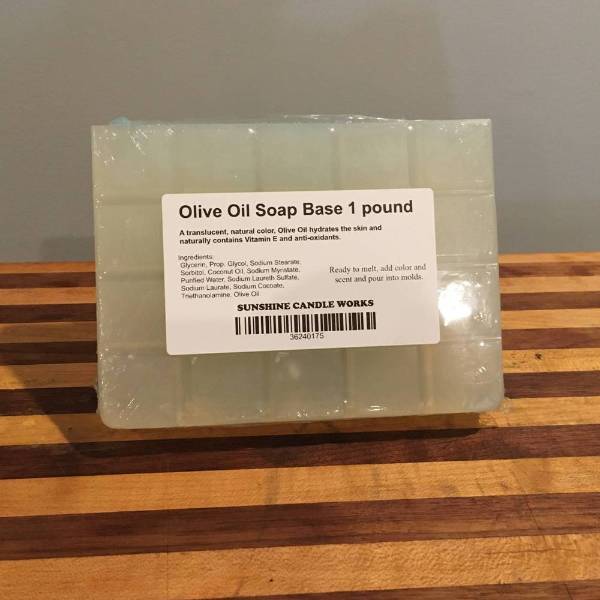 Olive Oil Soap Base 1 pound
A translucent, natural color, Olive Oil hydrates the skin and
naturally contains Vitamin E and anti-oxidants.
Ingredients:
Glycerin, Prop. Glycol, Sodium Stearate,
Sorbitol, Coconut Oil, Sodium Myristate,
Purified Water, Sodium Laureth Sulfate,
Sodium Laurate, Sodium Cocoate,
Triethanolamine, Olive Oil
Ready to melt, add color and
scent and pour into molds.
SUNSHINE CANDLE WORKS
36240175